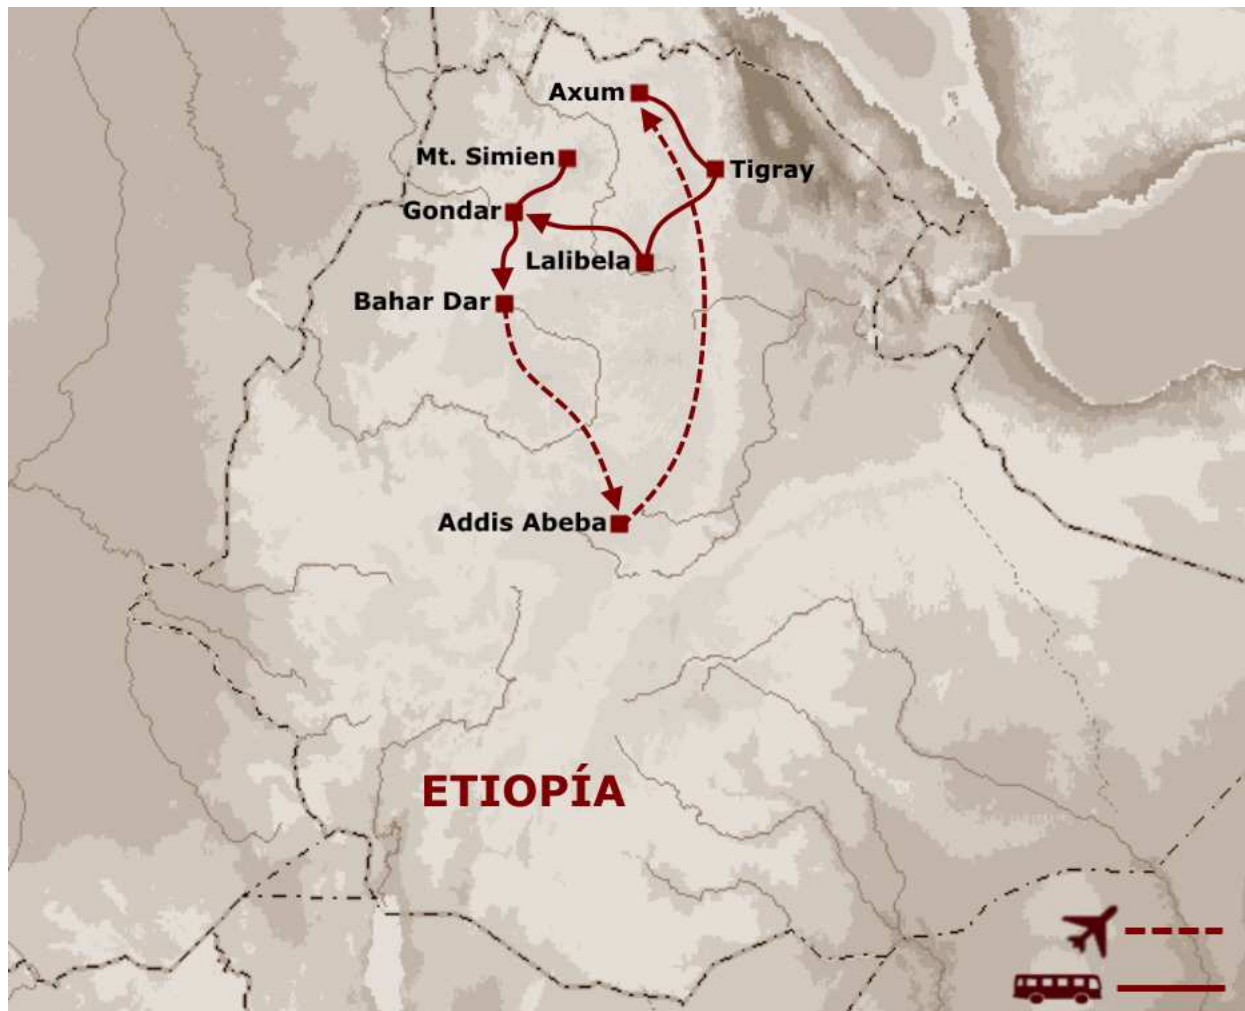 Axum
Mt. Simien
Tigray
Gondar
Lalibela
Bahar Dar
Addis Abeba
ETIOPÍA